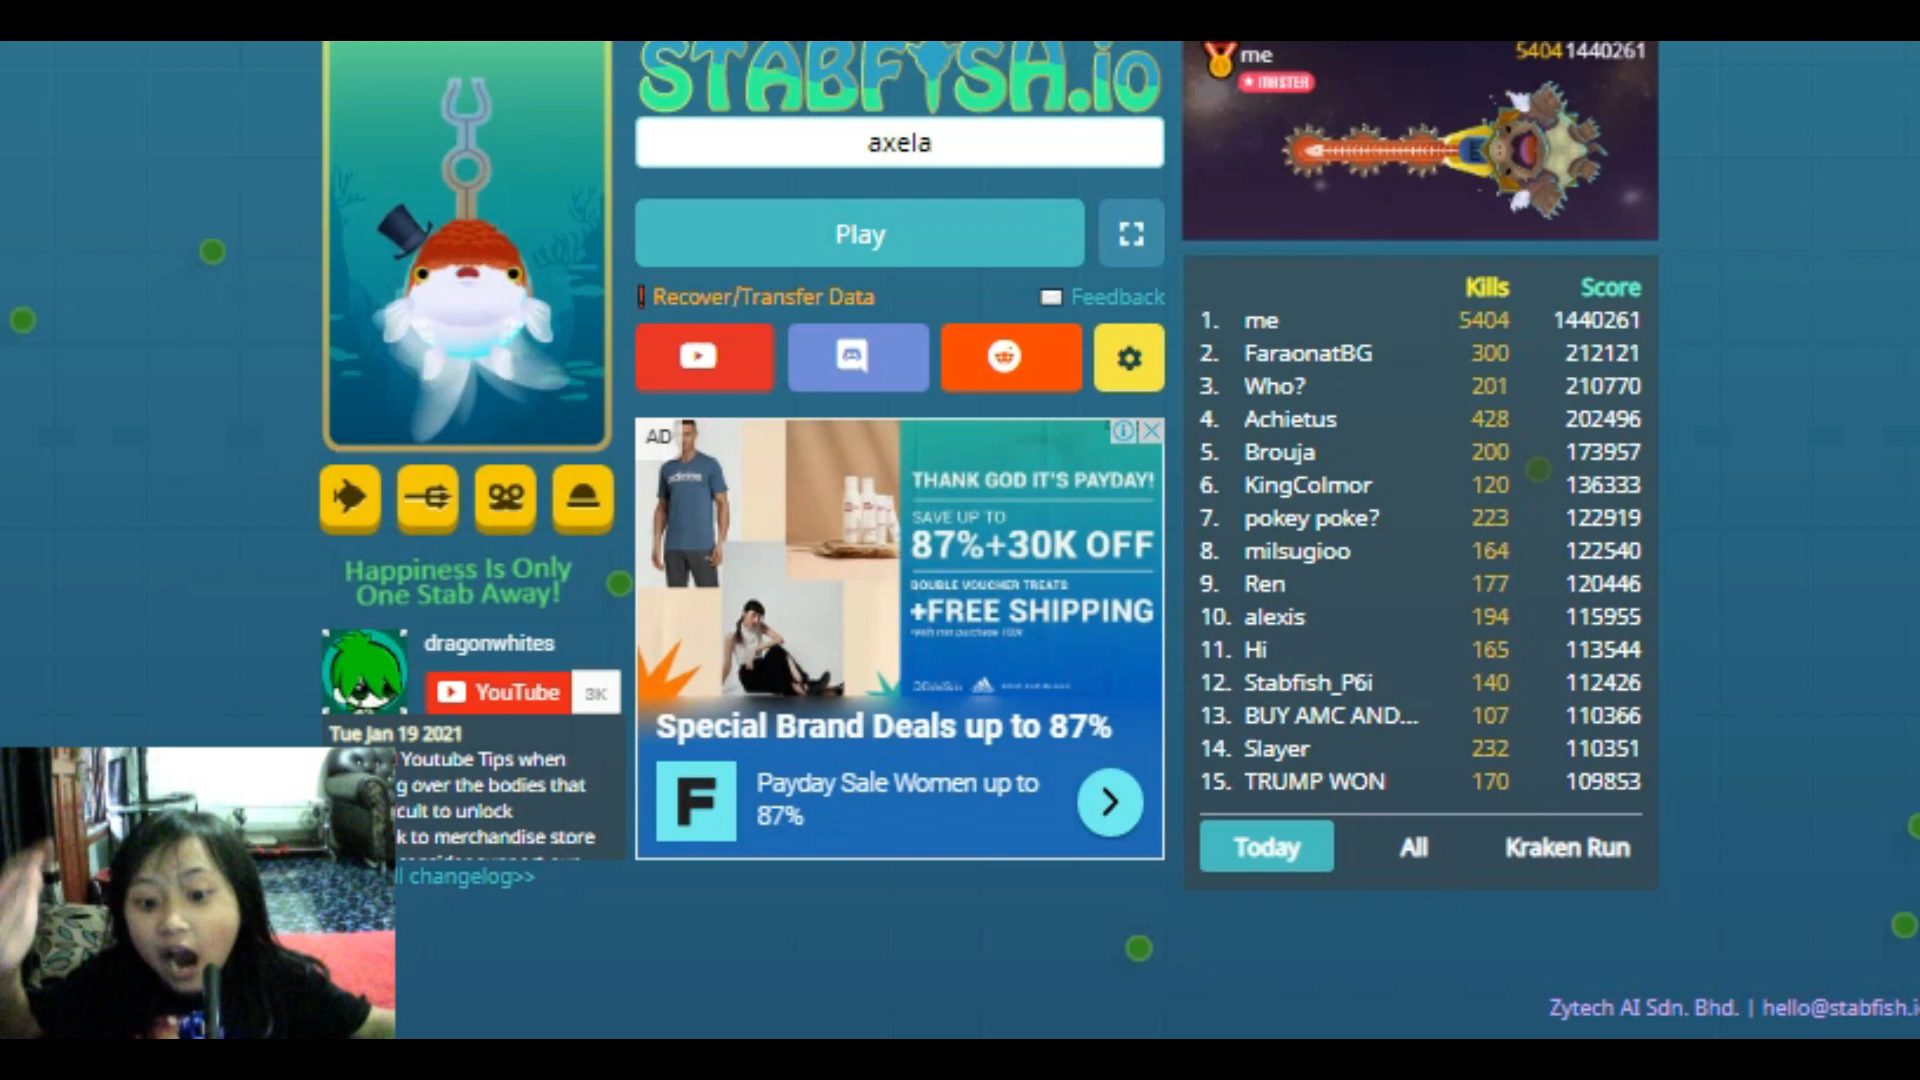 STABFISH.io
axela
Play
Recover/Transfer Data
Feedback
Happiness Is Only
One Stab Away!
dragonwhites
YouTube
3K
Tue Jan 19 2021
Youtube Tips when
g over the bodies that
cult to unlock
k to merchandise store
l changelog>>
AD
adidas
THANK GOD IT'S PAYDAY!
SAVE UP TO
87%+30K OFF
DOUBLE VOUCHER TREATS
+FREE SHIPPING
Special Brand Deals up to 87%
F
Payday Sale Women up to
87%
me
5404 1440261
MASTER
Kills Score
1. me 5404 1440261
2. FaraonatBG 300 212121
3. Who? 201 210770
4. Achietus 428 202496
5. Brouja 200 173957
6. KingColmor 120 136333
7. pokey poke? 223 122919
8. milsugioo 164 122540
9. Ren 177 120446
10. alexis 194 115955
11. Hi 165 113544
12. Stabfish_P6i 140 112426
13. BUY AMC AND... 107 110366
14. Slayer 232 110351
15. TRUMP WON 170 109853
Today All Kraken Run
Zytech AI Sdn. Bhd. | hello@stabfish.i